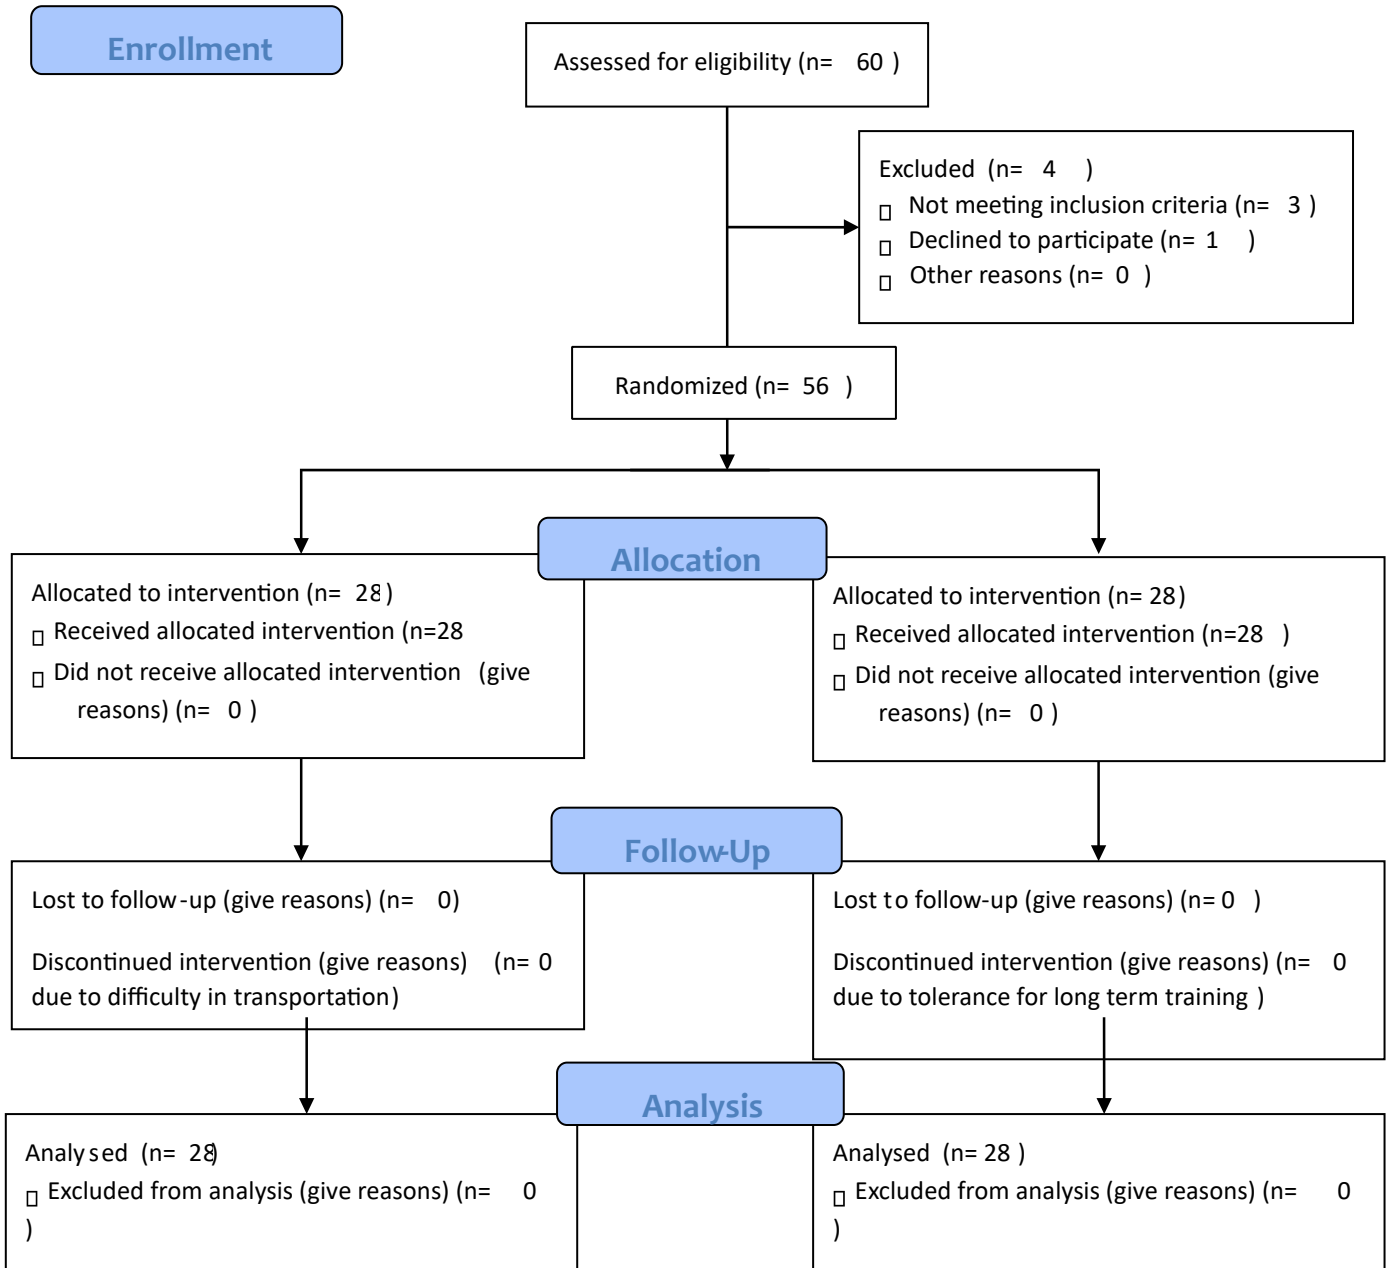 Enrollment
Assessed for eligibility (n= 60 )
Excluded (n= 4 )
Not meeting inclusion criteria (n= 3 )
Declined to participate (n= 1 )
Other reasons (n= 0 )
Randomized (n= 56 )
Allocation
Allocated to intervention (n= 28)
Received allocated intervention (n=28
Did not receive allocated intervention (give
reasons) (n= 0 )
Allocated to intervention (n= 28)
Received allocated intervention (n=28 )
Did not receive allocated intervention (give
reasons) (n= 0 )
Follow-Up
Lost to follow-up (give reasons) (n= 0)
Discontinued intervention (give reasons) (n= 0
due to difficulty in transportation)
Lost to follow-up (give reasons) (n= 0 )
Discontinued intervention (give reasons) (n= 0
due to tolerance for long term training )
Analysis
Analysed (n= 28)
Excluded from analysis (give reasons) (n= 0
)
Analysed (n= 28 )
Excluded from analysis (give reasons) (n= 0
)